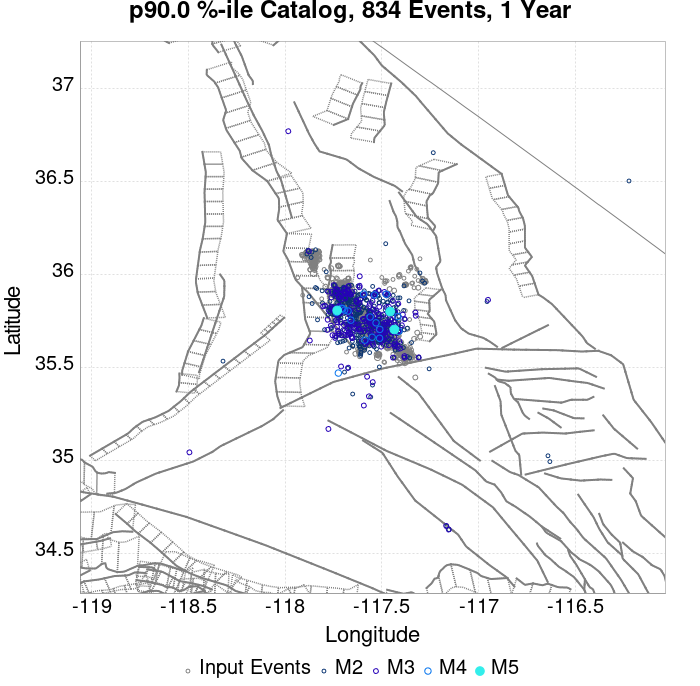 p90.0 %-ile Catalog, 834 Events, 1 Year
37
36.5
36
35.5
35
34.5
Latitude
-119
-118.5
-118
-117.5
-117
-116.5
Longitude
Input Events
M2
M3
M4
M5